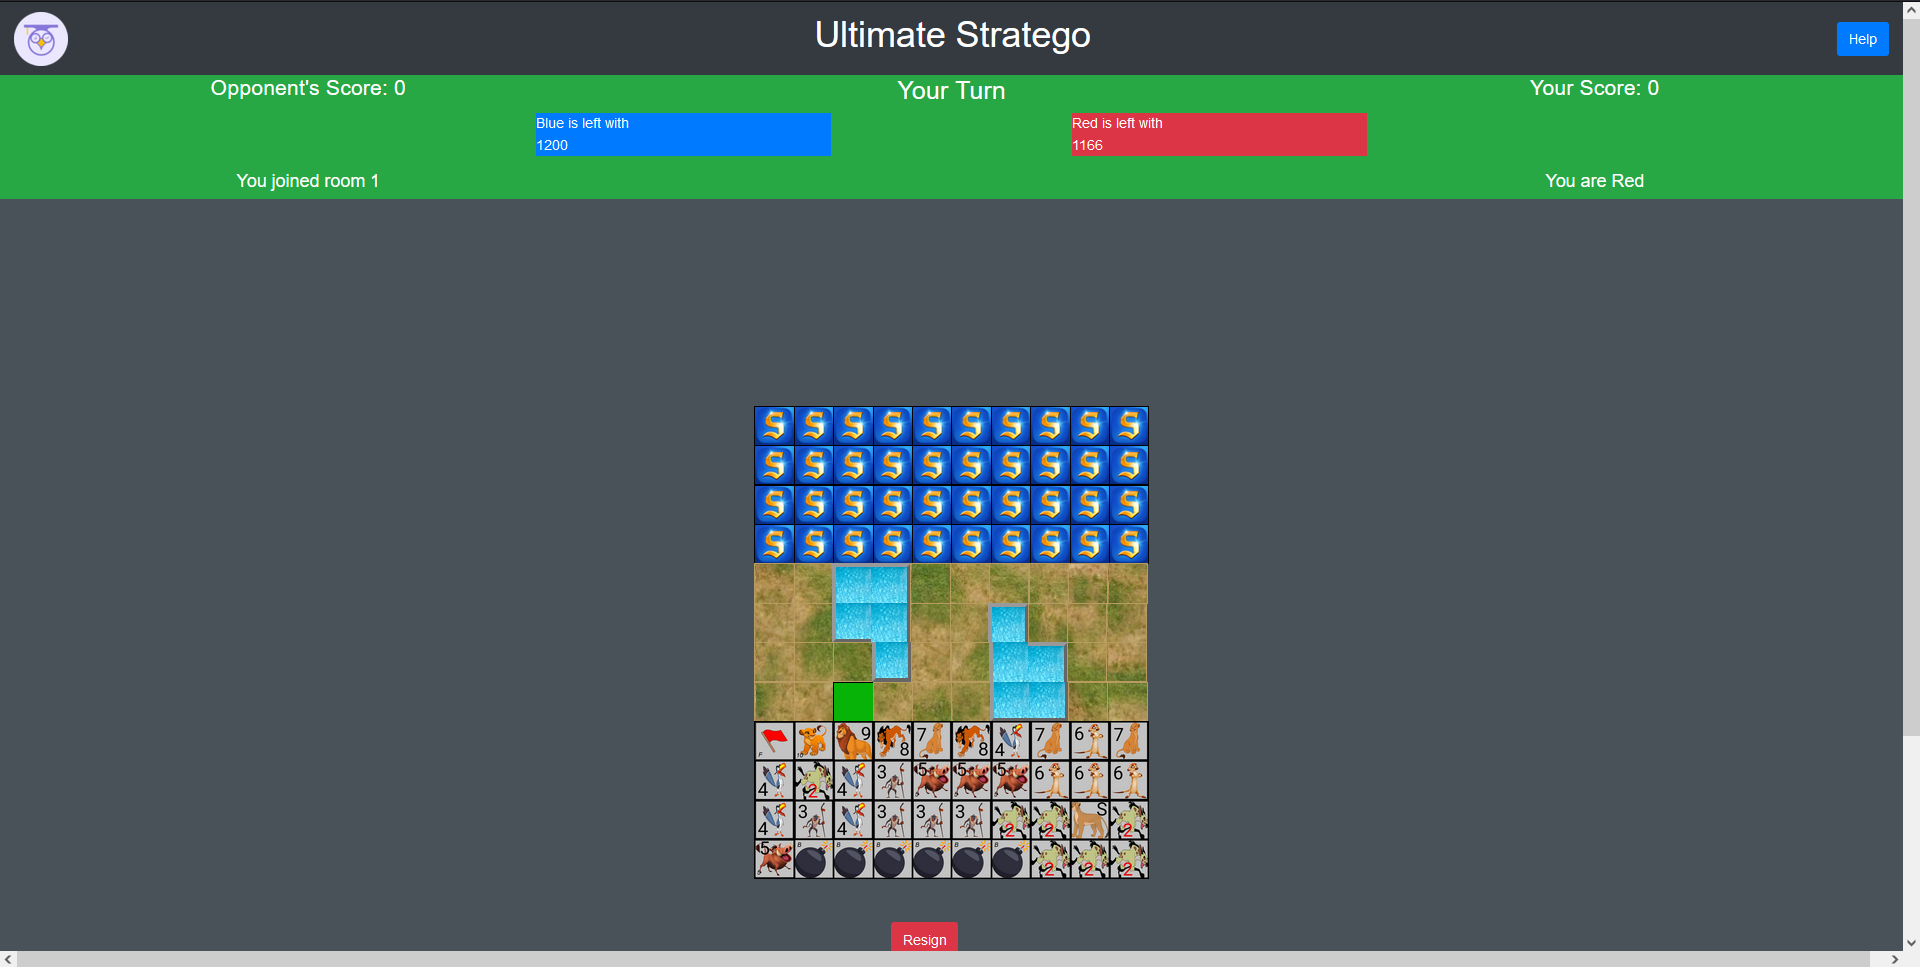 Ultimate Stratego
Help
Opponent's Score: 0
Your Turn
Your Score: 0
Blue is left with
1200
Red is left with
1166
You joined room 1
You are Red
S S S S S S S S S S
S S S S S S S S S S
S S S S S S S S S S
S S S S S S S S S S
F 10 9 8 7 8 4 7 6 7
4 2 4 3 5 5 5 6 6 6
4 3 4 3 3 3 2 2 S 2
5 B B B B B B 2 2 2
Resign